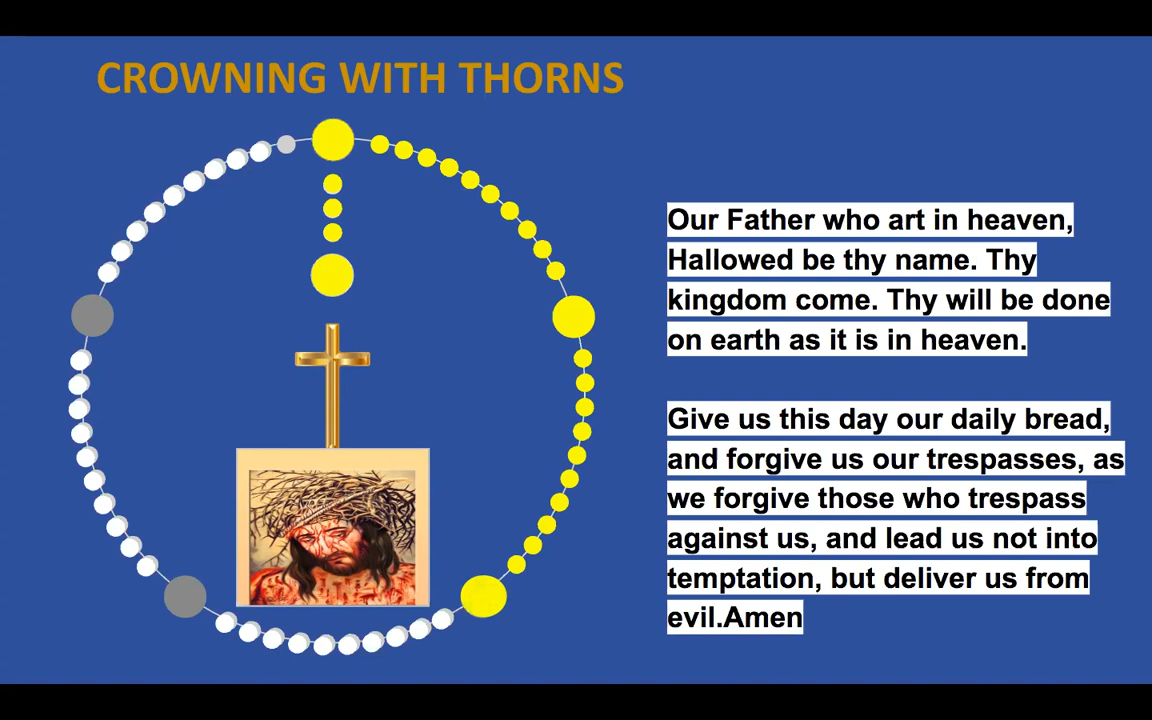 CROWNING WITH THORNS
Our Father who art in heaven,
Hallowed be thy name. Thy
kingdom come. Thy will be done
on earth as it is in heaven.
Give us this day our daily bread,
and forgive us our trespasses, as
we forgive those who trespass
against us, and lead us not into
temptation, but deliver us from
evil.Amen